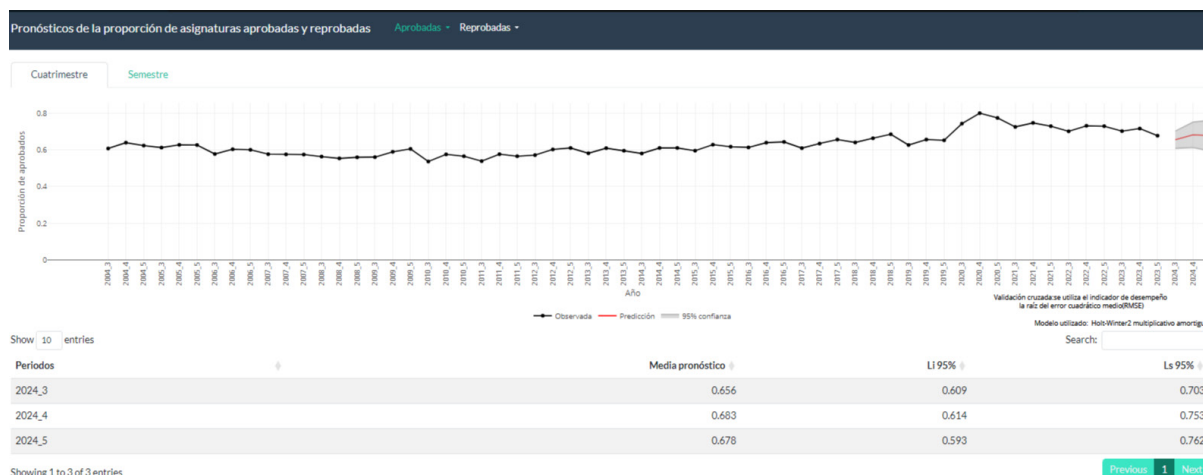 Pronósticos de la proporción de asignaturas aprobadas y reprobadas Aprobadas Reprobadas
Cuatrimestre Semestre
Proporción de aprobados
0.8
0.6
0.4
0.2
0
2004_3 2004_4 2004_5 2005_3 2005_4 2005_5 2006_3 2006_4 2006_5 2007_3 2007_4 2007_5 2008_3 2008_4 2008_5 2009_3 2009_4 2009_5 2010_3 2010_4 2010_5 2011_3 2011_4 2011_5 2012_3 2012_4 2012_5 2013_3 2013_4 2013_5 2014_3 2014_4 2014_5 2015_3 2015_4 2015_5 2016_3 2016_4 2016_5 2017_3 2017_4 2017_5 2018_3 2018_4 2018_5 2019_3 2019_4 2019_5 2020_3 2020_4 2020_5 2021_3 2021_4 2021_5 2022_3 2022_4 2022_5 2023_3 2023_4 2023_5 2024_3 2024_4
Año
Validación cruzada:se utiliza el indicador de desempeño
la raíz del error cuadrático medio(RMSE)
Observada Predicción 95% confianza
Modelo utilizado: Holt-Winter2 multiplicativo amortigu
Show 10 entries Search:
Periodos Media pronóstico Li 95% Ls 95%
2024_3 0.656 0.609 0.703
2024_4 0.683 0.614 0.753
2024_5 0.678 0.593 0.762
Showing 1 to 3 of 3 entries Previous 1 Next